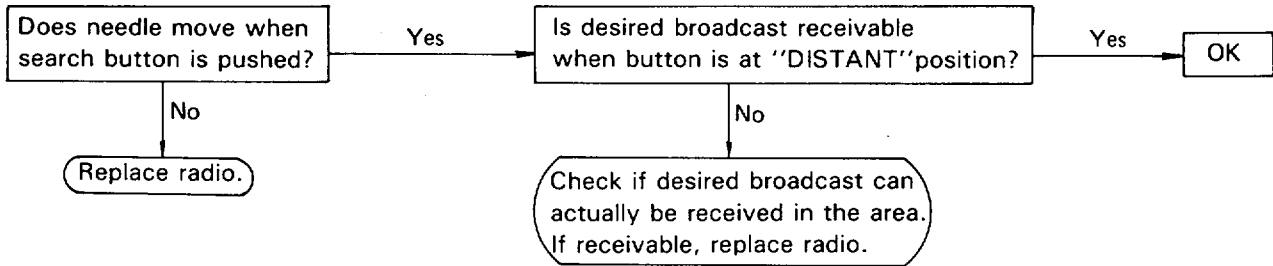 Does needle move when
search button is pushed?
Yes
Is desired broadcast receivable
when button is at "DISTANT" position?
Yes
OK
No
Replace radio.
No
Check if desired broadcast can
actually be received in the area.
If receivable, replace radio.